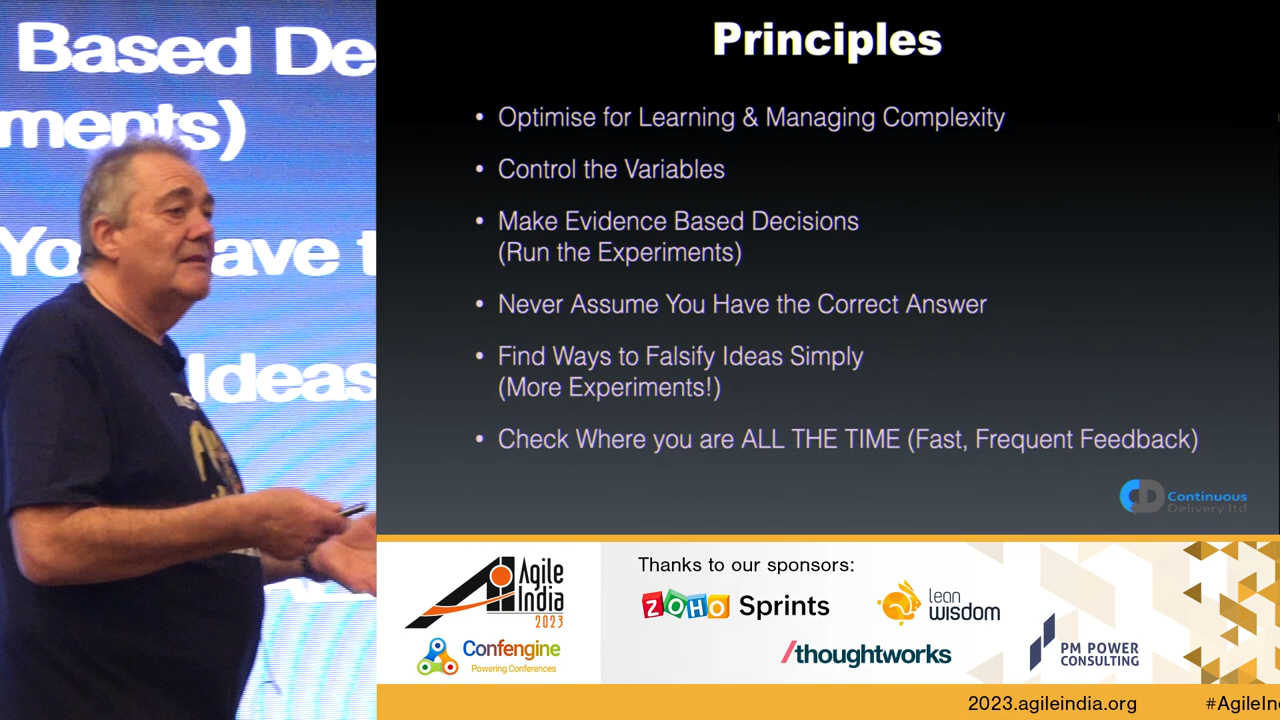 Based De
ments)
You
ave t
Ideas
Principles
• Optimise for Learning & Managing Complexity
• Control the Variables
• Make Evidence Based Decisions
(Run the Experiments)
• Never Assume You Have the Correct Answer
• Find Ways to Falsify Ideas Simply
(More Experiments!)
• Check Where you are ALL THE TIME (Fast, Frequent Feedback)
CD Continuous
Delivery ltd
Agile
India
2023
Confengine
Powering Conferences
Thanks to our sponsors:
ZOHO Sprints
lean
wisdom
/thoughtworks
PM POWER
CONSULTING
2023.agileindia.org
#AgileIn